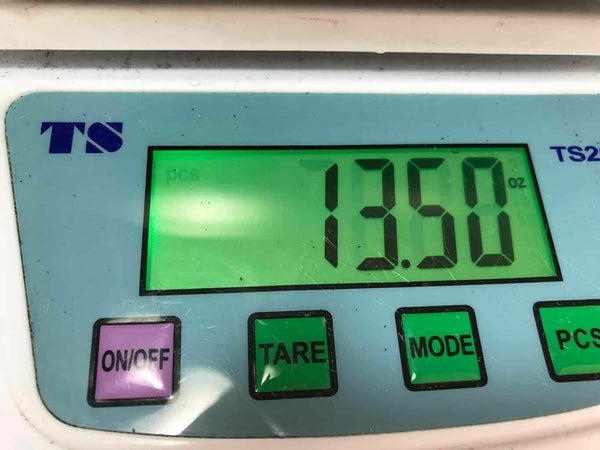 TS
TS2
pcs
13.50 oz
ON/OFF
TARE
MODE
PCS